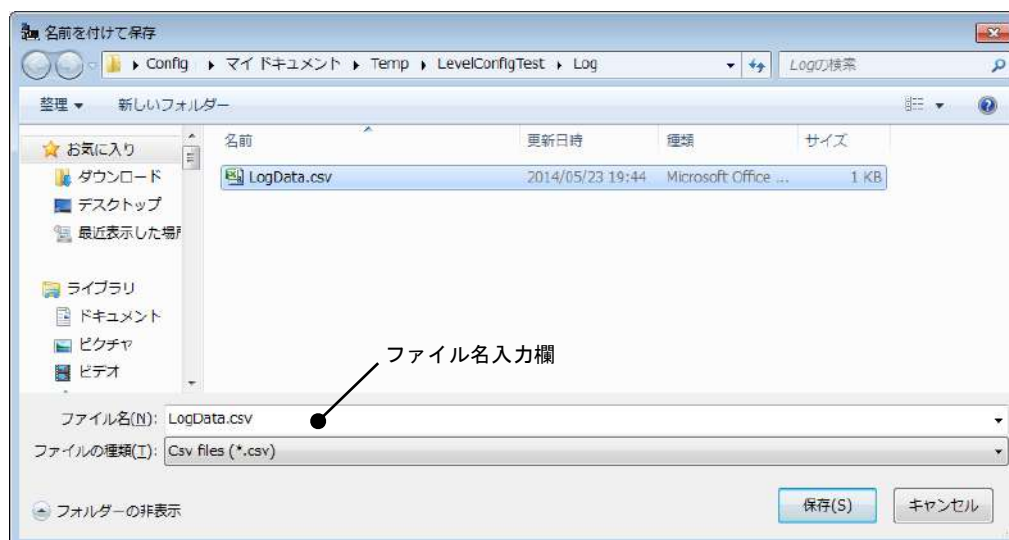 名前を付けて保存
Config ▸ マイ ドキュメント ▸ Temp ▸ LevelConfigTest ▸ Log
Logの検索
整理 新しいフォルダー
お気に入り
ダウンロード
デスクトップ
最近表示した場所
ライブラリ
ドキュメント
ピクチャ
ビデオ
名前 更新日時 種類 サイズ
LogData.csv 2014/05/23 19:44 Microsoft Office ... 1 KB
ファイル名入力欄
ファイル名(N): LogData.csv
ファイルの種類(T): Csv files (*.csv)
フォルダーの非表示
保存(S) キャンセル